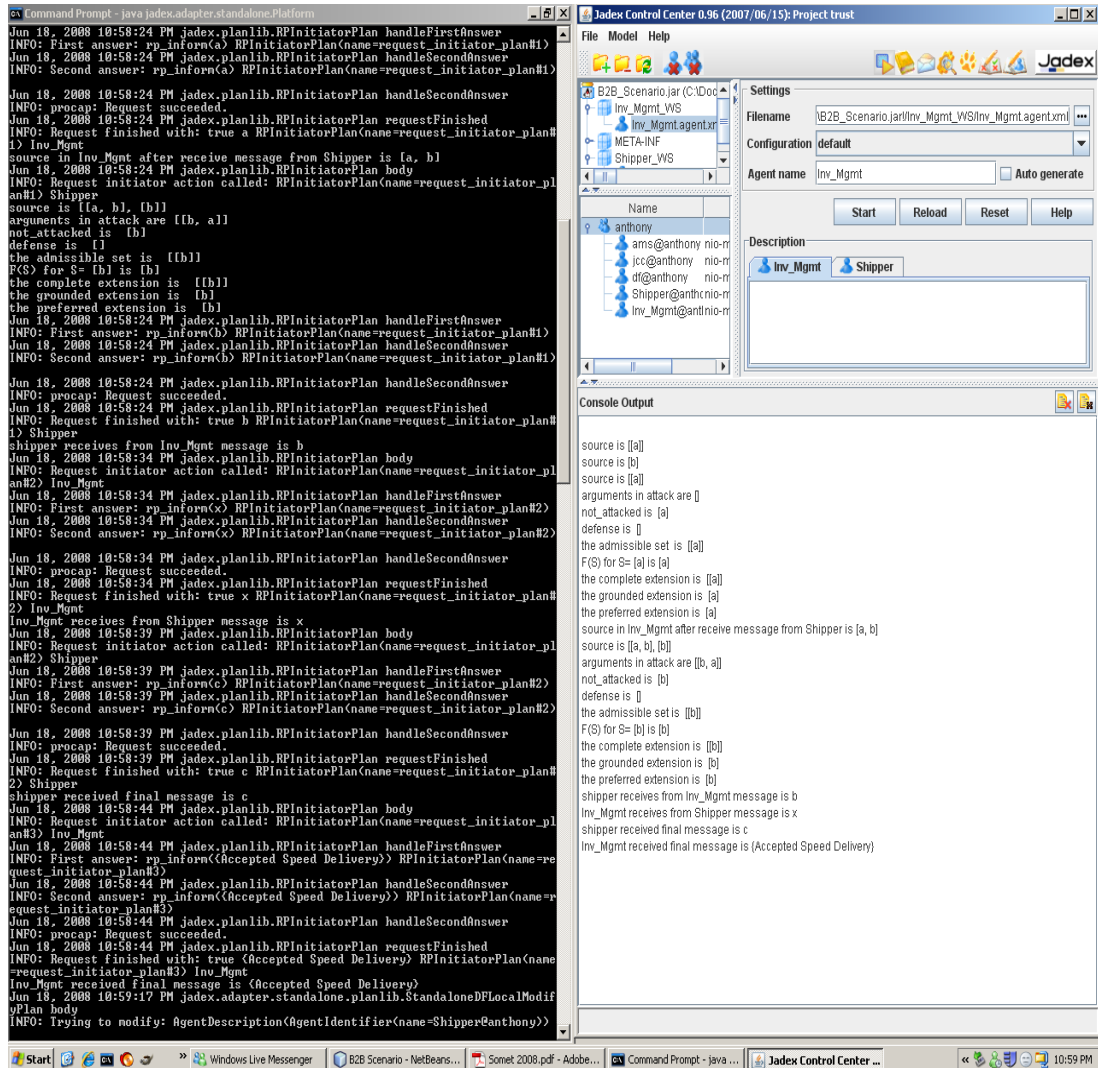 Command Prompt - java jadex.adapter.standalone.Platform
Jun 18, 2008 10:58:24 PM jadex.planlib.RPInitiatorPlan handleFirstAnswer
INFO: First answer: rp_inform(a) RPInitiatorPlan(name=request_initiator_plan#1)
Jun 18, 2008 10:58:24 PM jadex.planlib.RPInitiatorPlan handleSecondAnswer
INFO: Second answer: rp_inform(a) RPInitiatorPlan(name=request_initiator_plan#1)
Jun 18, 2008 10:58:24 PM jadex.planlib.RPInitiatorPlan handleSecondAnswer
INFO: procap: Request succeeded.
Jun 18, 2008 10:58:24 PM jadex.planlib.RPInitiatorPlan requestFinished
INFO: Request finished with: true a RPInitiatorPlan(name=request_initiator_plan#
1) Inv_Mgmt
source in Inv_Mgmt after receive message from Shipper is [a, b]
Jun 18, 2008 10:58:24 PM jadex.planlib.RPInitiatorPlan body
INFO: Request initiator action called: RPInitiatorPlan(name=request_initiator_pl
an#1) Shipper
source is [[a, b], [b]]
arguments in attack are [[b, a]]
not_attacked is  [b]
defense is  []
the admissible set is  [[b]]
F(S) for S= [b] is [b]
the complete extension is  [[b]]
the grounded extension is  [b]
the preferred extension is  [b]
Jun 18, 2008 10:58:24 PM jadex.planlib.RPInitiatorPlan handleFirstAnswer
INFO: First answer: rp_inform(b) RPInitiatorPlan(name=request_initiator_plan#1)
Jun 18, 2008 10:58:24 PM jadex.planlib.RPInitiatorPlan handleSecondAnswer
INFO: Second answer: rp_inform(b) RPInitiatorPlan(name=request_initiator_plan#1)
Jun 18, 2008 10:58:24 PM jadex.planlib.RPInitiatorPlan handleSecondAnswer
INFO: procap: Request succeeded.
Jun 18, 2008 10:58:24 PM jadex.planlib.RPInitiatorPlan requestFinished
INFO: Request finished with: true b RPInitiatorPlan(name=request_initiator_plan#
1) Shipper
shipper receives from Inv_Mgmt message is b
Jun 18, 2008 10:58:34 PM jadex.planlib.RPInitiatorPlan body
INFO: Request initiator action called: RPInitiatorPlan(name=request_initiator_pl
an#2) Inv_Mgmt
Jun 18, 2008 10:58:34 PM jadex.planlib.RPInitiatorPlan handleFirstAnswer
INFO: First answer: rp_inform(x) RPInitiatorPlan(name=request_initiator_plan#2)
Jun 18, 2008 10:58:34 PM jadex.planlib.RPInitiatorPlan handleSecondAnswer
INFO: Second answer: rp_inform(x) RPInitiatorPlan(name=request_initiator_plan#2)
Jun 18, 2008 10:58:34 PM jadex.planlib.RPInitiatorPlan handleSecondAnswer
INFO: procap: Request succeeded.
Jun 18, 2008 10:58:34 PM jadex.planlib.RPInitiatorPlan requestFinished
INFO: Request finished with: true x RPInitiatorPlan(name=request_initiator_plan#
2) Inv_Mgmt
Inv_Mgmt receives from Shipper message is x
Jun 18, 2008 10:58:39 PM jadex.planlib.RPInitiatorPlan body
INFO: Request initiator action called: RPInitiatorPlan(name=request_initiator_pl
an#2) Shipper
Jun 18, 2008 10:58:39 PM jadex.planlib.RPInitiatorPlan handleFirstAnswer
INFO: First answer: rp_inform(c) RPInitiatorPlan(name=request_initiator_plan#2)
Jun 18, 2008 10:58:39 PM jadex.planlib.RPInitiatorPlan handleSecondAnswer
INFO: Second answer: rp_inform(c) RPInitiatorPlan(name=request_initiator_plan#2)
Jun 18, 2008 10:58:39 PM jadex.planlib.RPInitiatorPlan handleSecondAnswer
INFO: procap: Request succeeded.
Jun 18, 2008 10:58:39 PM jadex.planlib.RPInitiatorPlan requestFinished
INFO: Request finished with: true c RPInitiatorPlan(name=request_initiator_plan#
2) Shipper
shipper received final message is c
Jun 18, 2008 10:58:44 PM jadex.planlib.RPInitiatorPlan body
INFO: Request initiator action called: RPInitiatorPlan(name=request_initiator_pl
an#3) Inv_Mgmt
Jun 18, 2008 10:58:44 PM jadex.planlib.RPInitiatorPlan handleFirstAnswer
INFO: First answer: rp_inform({Accepted Speed Delivery}) RPInitiatorPlan(name=re
quest_initiator_plan#3)
Jun 18, 2008 10:58:44 PM jadex.planlib.RPInitiatorPlan handleSecondAnswer
INFO: Second answer: rp_inform({Accepted Speed Delivery}) RPInitiatorPlan(name=r
equest_initiator_plan#3)
Jun 18, 2008 10:58:44 PM jadex.planlib.RPInitiatorPlan handleSecondAnswer
INFO: procap: Request succeeded.
Jun 18, 2008 10:58:44 PM jadex.planlib.RPInitiatorPlan requestFinished
INFO: Request finished with: true {Accepted Speed Delivery} RPInitiatorPlan(name
=request_initiator_plan#3) Inv_Mgmt
Inv_Mgmt received final message is {Accepted Speed Delivery}
Jun 18, 2008 10:59:17 PM jadex.adapter.standalone.planlib.StandaloneDFLocalModif
yPlan body
INFO: Trying to modify: AgentDescription(AgentIdentifier(name=Shipper@anthony))
Jadex Control Center 0.96 (2007/06/15): Project trust
File Model Help
Jadex
B2B_Scenario.jar (C:\Doc
Inv_Mgmt_WS
Inv_Mgmt.agent.xr
META-INF
Shipper_WS
Name
anthony
ams@anthony nio-m
jcc@anthony nio-m
df@anthony nio-m
Shipper@anthc nio-m
Inv_Mgmt@antl nio-m
Settings
Filename \B2B_Scenario.jar!/Inv_Mgmt_WS/Inv_Mgmt.agent.xml ...
Configuration default
Agent name Inv_Mgmt Auto generate
Start Reload Reset Help
Description
Inv_Mgmt Shipper
Console Output
source is [[a]]
source is [b]
source is [[a]]
arguments in attack are []
not_attacked is  [a]
defense is  []
the admissible set  is  [[a]]
F(S) for S= [a] is [a]
the complete extension is  [[a]]
the grounded extension is  [a]
the preferred extension is  [a]
source in Inv_Mgmt after receive message from Shipper is [a, b]
source is [[a, b], [b]]
arguments in attack are [[b, a]]
not_attacked is  [b]
defense is  []
the admissible set is  [[b]]
F(S) for S= [b] is [b]
the complete extension is  [[b]]
the grounded extension is  [b]
the preferred extension is  [b]
shipper receives from Inv_Mgmt message is b
Inv_Mgmt receives from Shipper message is x
shipper received final message is c
Inv_Mgmt received final message is {Accepted Speed Delivery}
Start » Windows Live Messenger B2B Scenario - NetBeans... Somet 2008.pdf - Adobe... Command Prompt - java ... Jadex Control Center ... « 10:59 PM